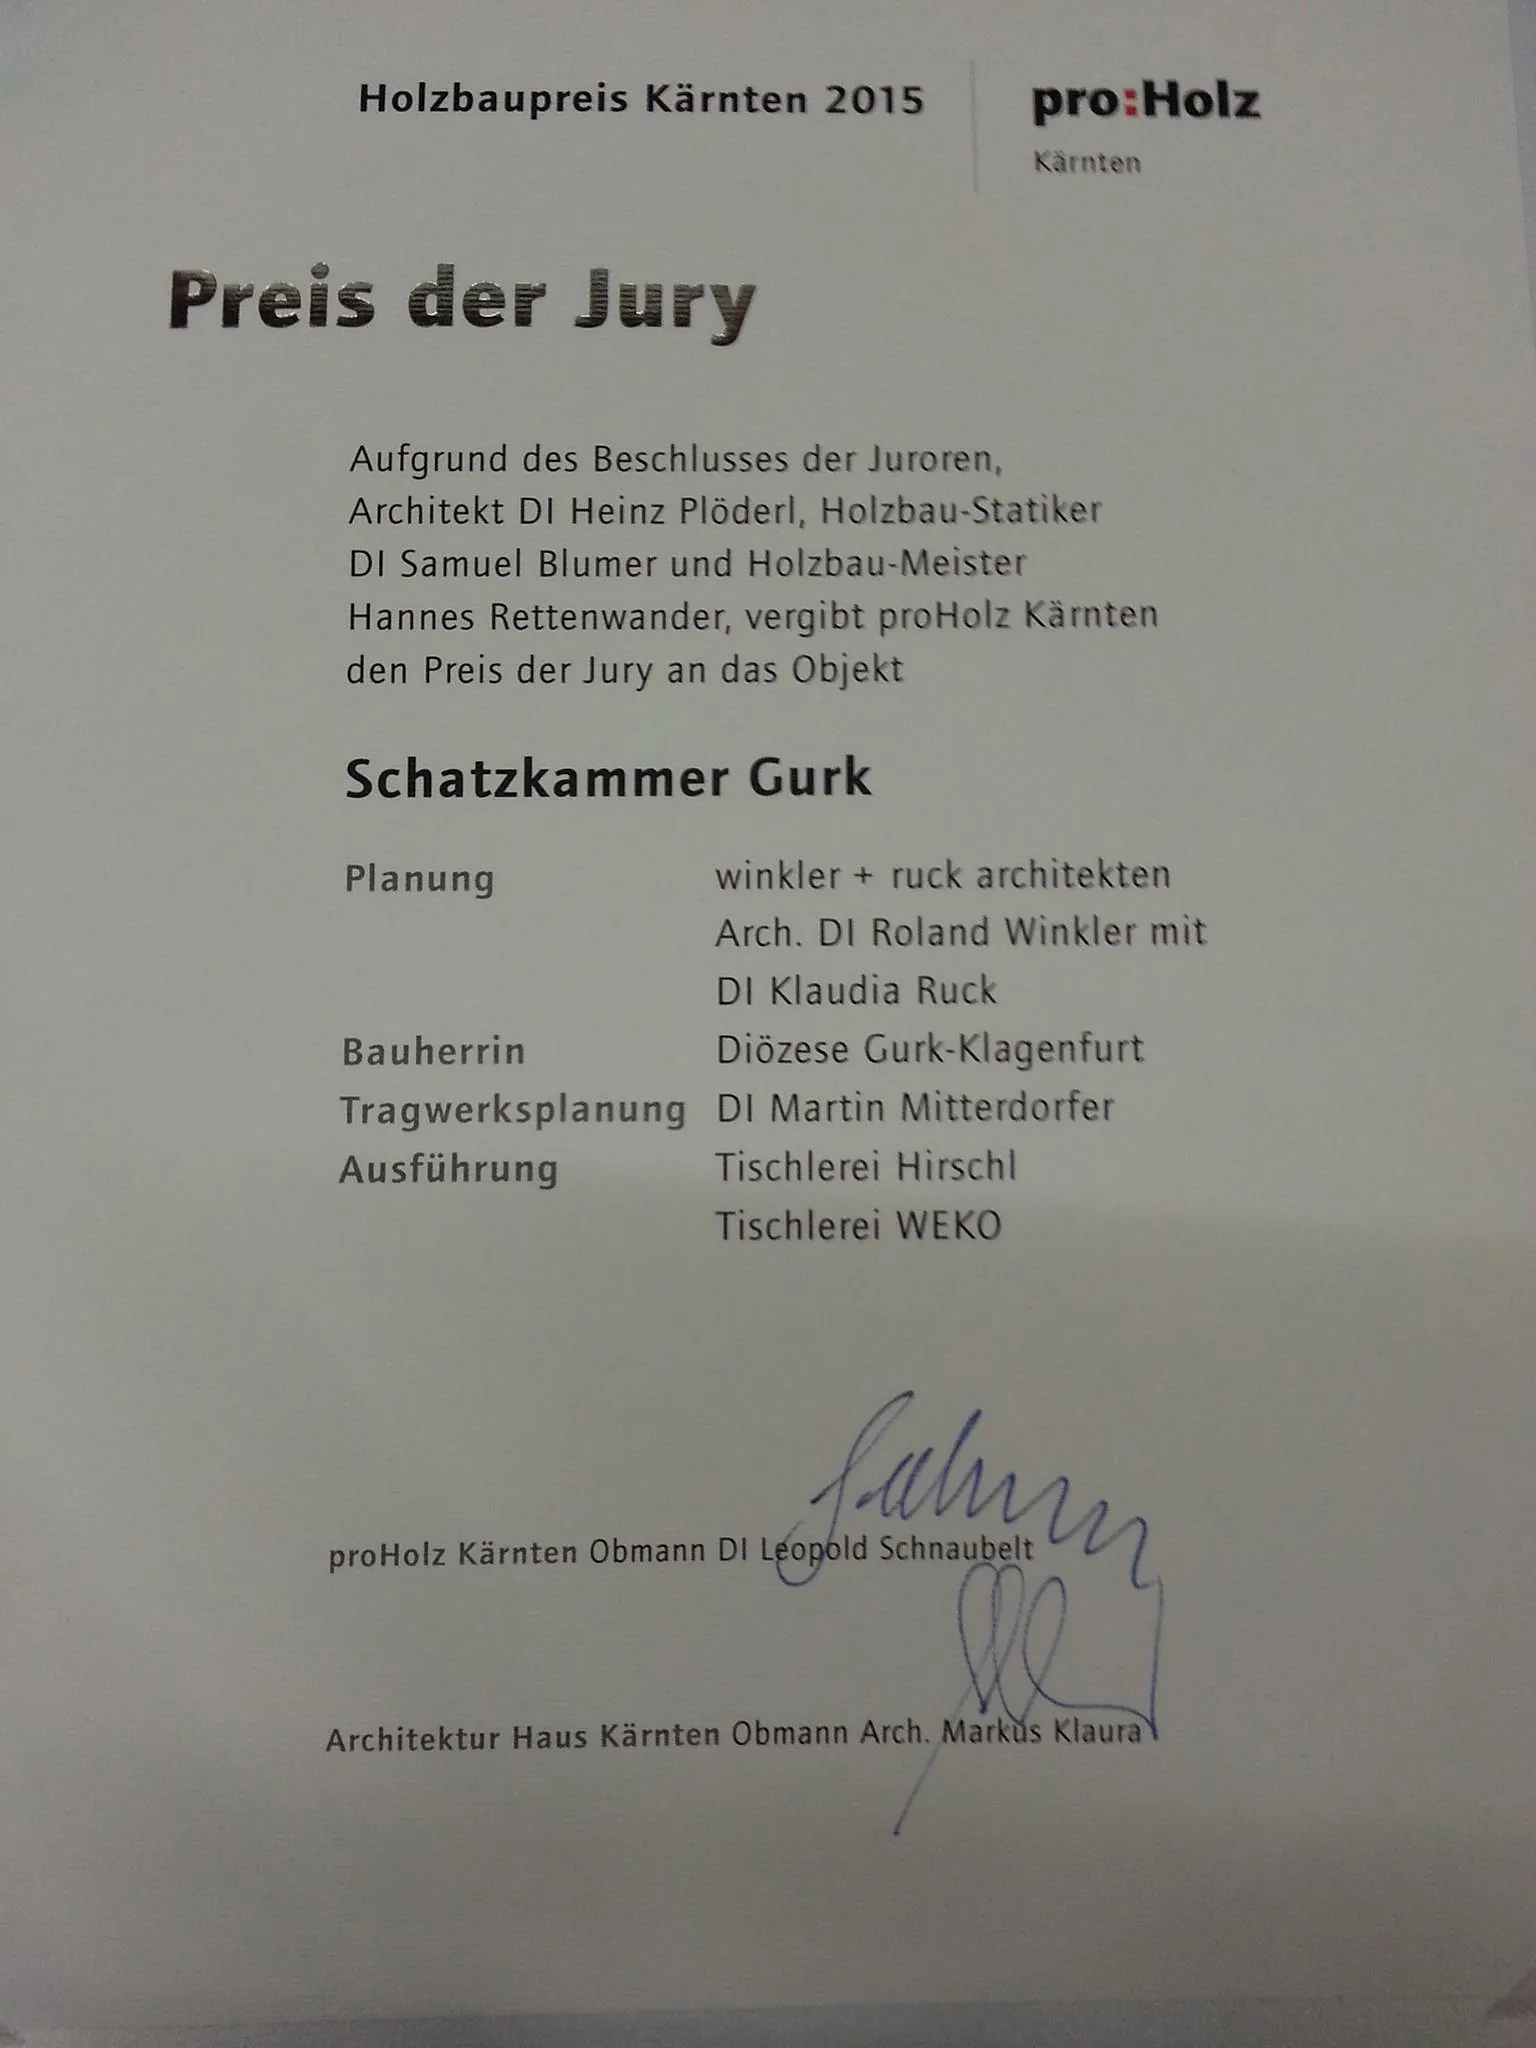 Holzbaupreis Kärnten 2015
pro:Holz
Kärnten
Preis der Jury
Aufgrund des Beschlusses der Juroren,
Architekt DI Heinz Plöderl, Holzbau-Statiker
DI Samuel Blumer und Holzbau-Meister
Hannes Rettenwander, vergibt proHolz Kärnten
den Preis der Jury an das Objekt
Schatzkammer Gurk
Planung winkler + ruck architekten
Arch. DI Roland Winkler mit
DI Klaudia Ruck
Bauherrin Diözese Gurk-Klagenfurt
Tragwerksplanung DI Martin Mitterdorfer
Ausführung Tischlerei Hirschl
Tischlerei WEKO
proHolz Kärnten Obmann DI Leopold Schnaubelt
Architektur Haus Kärnten Obmann Arch. Markus Klaura